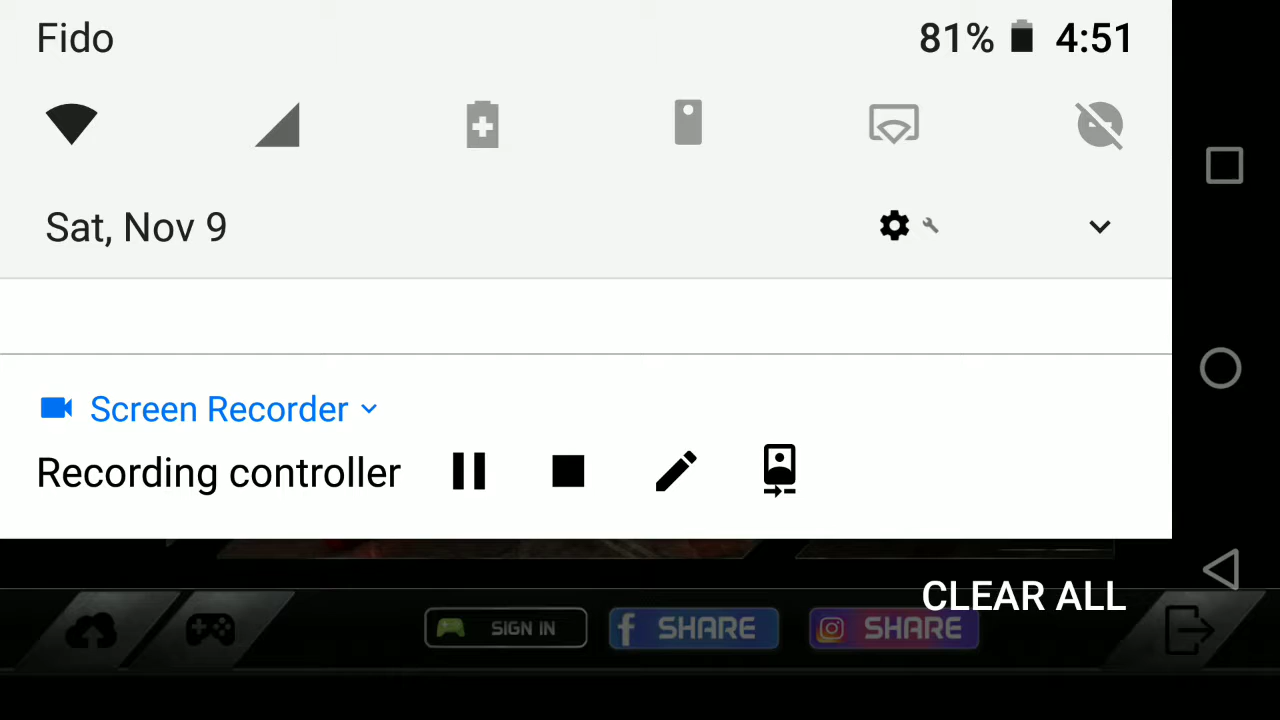 Fido 81% 4:51
Sat, Nov 9
Screen Recorder
Recording controller
CLEAR ALL
SIGN IN
f SHARE
SHARE